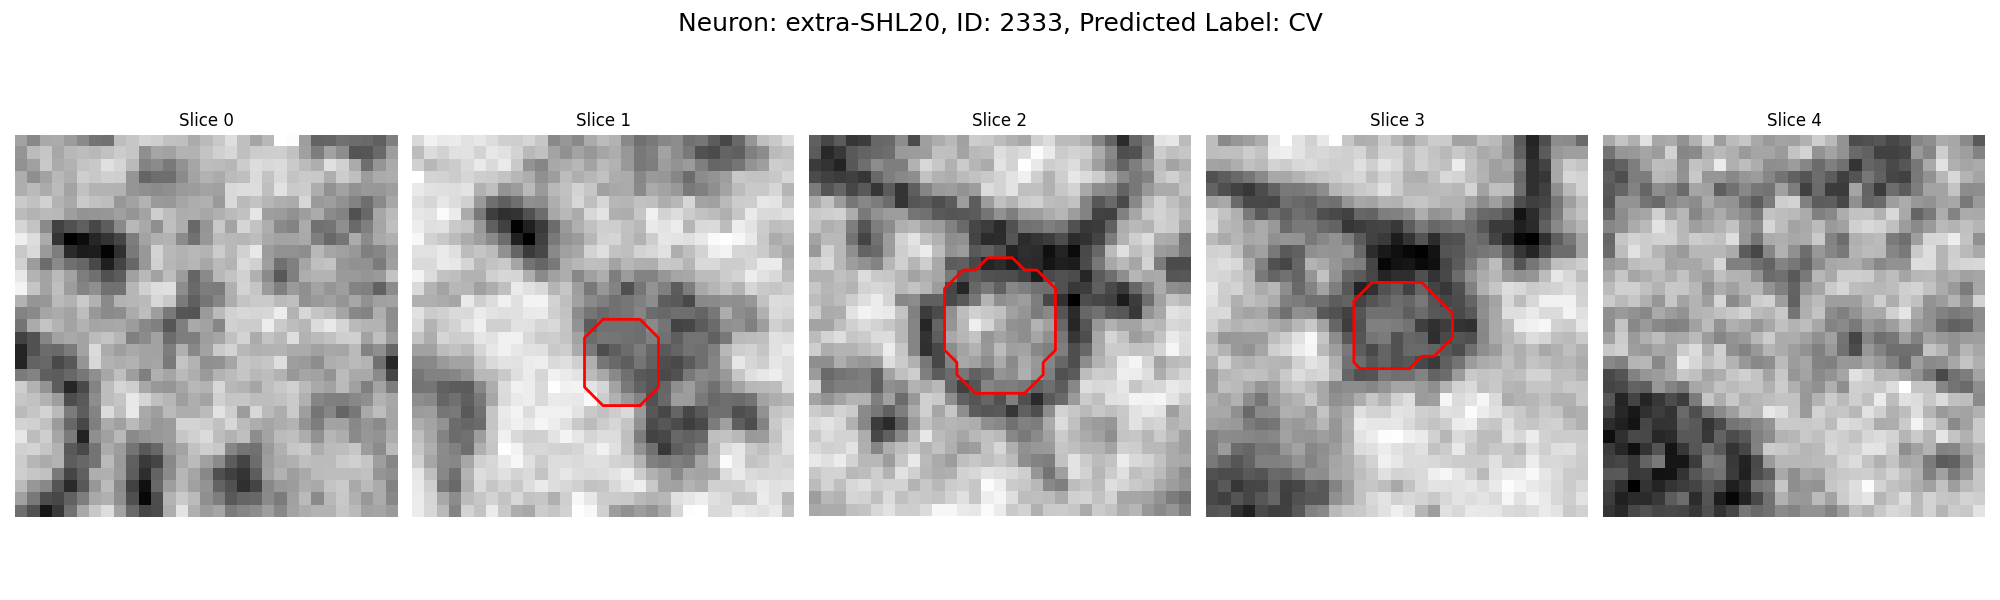 Neuron: extra-SHL20, ID: 2333, Predicted Label: CV
Slice 0
Slice 1
Slice 2
Slice 3
Slice 4